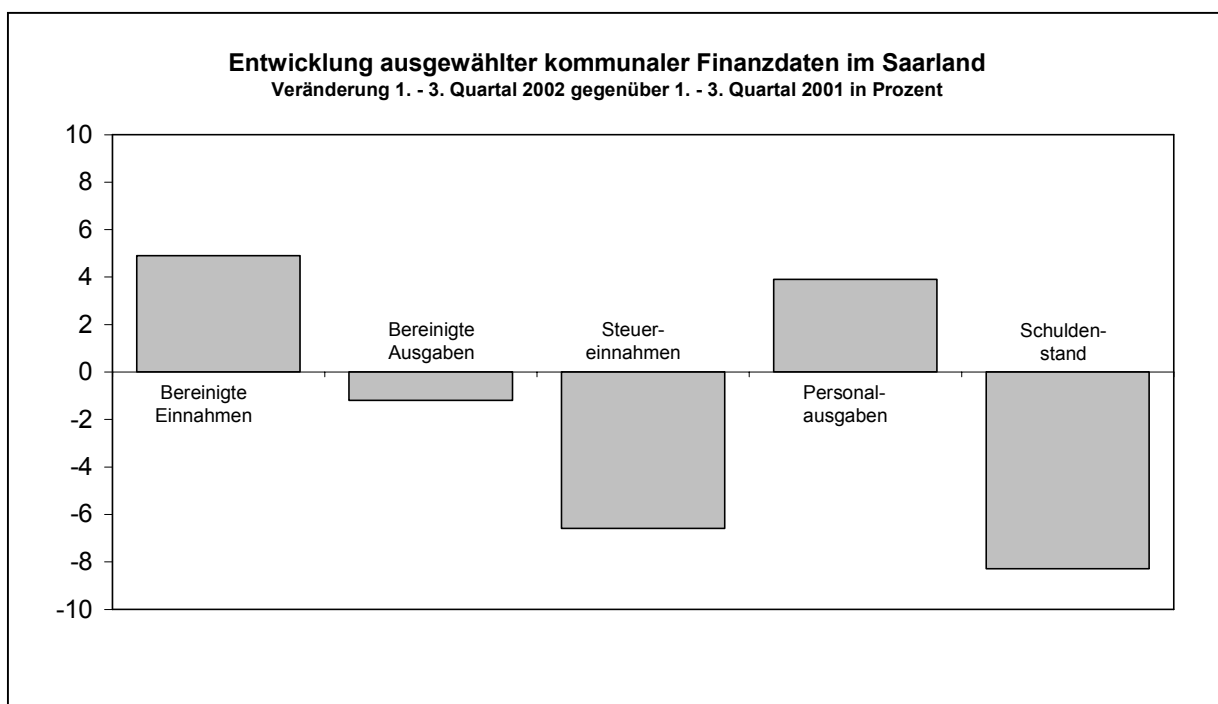 Entwicklung ausgewählter kommunaler Finanzdaten im Saarland
Veränderung 1. - 3. Quartal 2002 gegenüber 1. - 3. Quartal 2001 in Prozent
10
8
6
4
2
0
-2
-4
-6
-8
-10
Bereinigte
Einnahmen
Bereinigte
Ausgaben
Steuer-
einnahmen
Personal-
ausgaben
Schulden-
stand